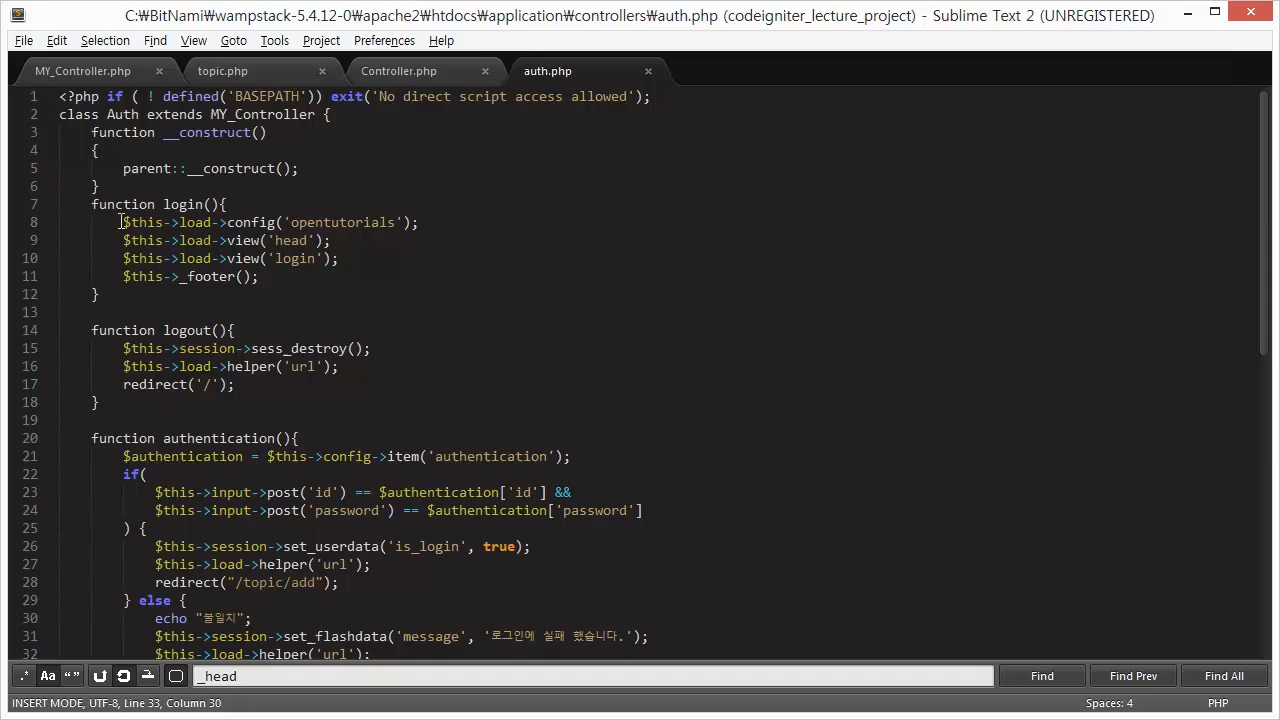 C:₩BitNami₩wampstack-5.4.12-0₩apache2₩htdocs₩application₩controllers₩auth.php (codeigniter_lecture_project) - Sublime Text 2 (UNREGISTERED)
File Edit Selection Find View Goto Tools Project Preferences Help
MY_Controller.php × topic.php × Controller.php × auth.php ×
1 <?php if ( ! defined('BASEPATH')) exit('No direct script access allowed');
2 class Auth extends MY_Controller {
3 function __construct()
4 {
5 parent::__construct();
6 }
7 function login(){
8 $this->load->config('opentutorials');
9 $this->load->view('head');
10 $this->load->view('login');
11 $this->_footer();
12 }
13
14 function logout(){
15 $this->session->sess_destroy();
16 $this->load->helper('url');
17 redirect('/');
18 }
19
20 function authentication(){
21 $authentication = $this->config->item('authentication');
22 if(
23 $this->input->post('id') == $authentication['id'] &&
24 $this->input->post('password') == $authentication['password']
25 ) {
26 $this->session->set_userdata('is_login', true);
27 $this->load->helper('url');
28 redirect("/topic/add");
29 } else {
30 echo "불일치";
31 $this->session->set_flashdata('message', '로그인에 실패 했습니다.');
32 $this->load->helper('url');
.* Aa “” _head Find Find Prev Find All
INSERT MODE, UTF-8, Line 33, Column 30 Spaces: 4 PHP